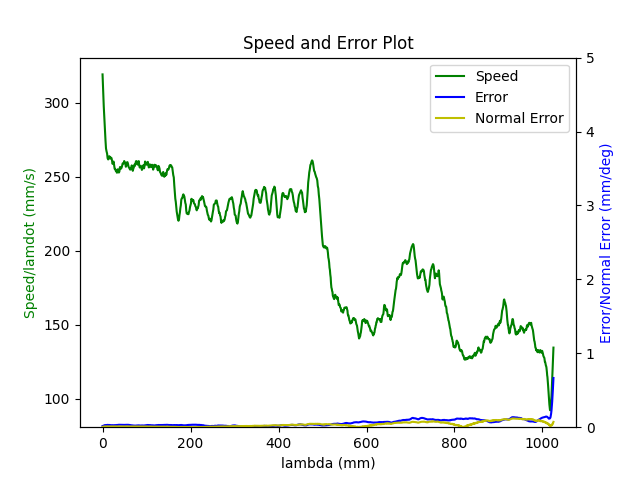 Speed and Error Plot
Speed
Error
Normal Error
300
250
200
150
100
5
4
3
2
1
0
0
200
400
600
800
1000
Speed/lamdot (mm/s)
Error/Normal Error (mm/deg)
lambda (mm)